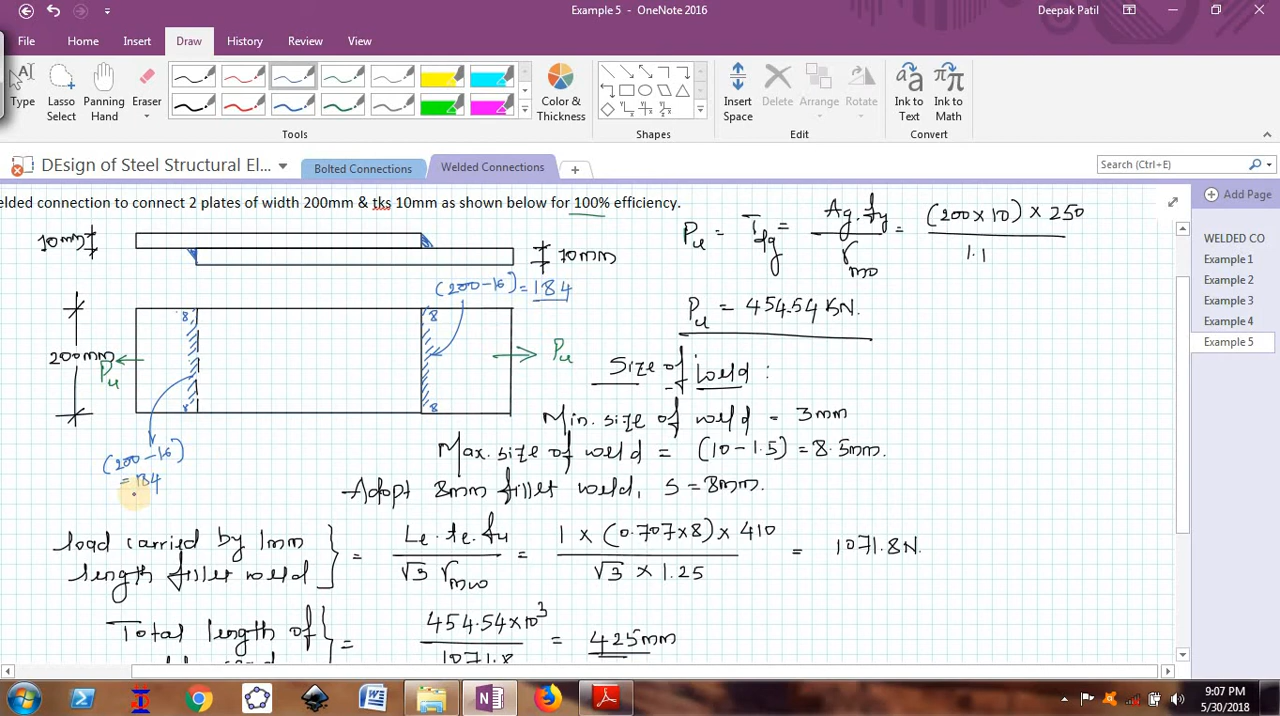 Example 5 - OneNote 2016
Deepak Patil
File Home Insert Draw History Review View
Type
Lasso Select
Panning Hand
Eraser
Color & Thickness
Insert Space
Delete
Arrange
Rotate
Ink to Text
Ink to Math
Tools
Shapes
Edit
Convert
DEsign of Steel Structural El...
Bolted Connections
Welded Connections
Search (Ctrl+E)
Add Page
WELDED CO
Example 1
Example 2
Example 3
Example 4
Example 5
elded connection to connect 2 plates of width 200mm & tks 10mm as shown below for 100% efficiency.
10mm
10mm
(200-16) = 184
8 8
200mm
Pu
Pu
8 8
(200-16)
= 184
Pu = Tdg = Ag.fy / γmo = (200 x 10) x 250 / 1.1
Pu = 454.54 KN.
Size of weld :
Min. size of weld = 3mm
Max. size of weld = (10-1.5) = 8.5mm.
Adopt 8mm fillet weld, S = 8mm.
load carried by 1mm length fillet weld } = Le. te. fu / √3 γmw = 1 x (0.707x8) x 410 / √3 x 1.25 = 1071.8N.
Total length of } = 454.54x10³ / 1071.8 = 425mm
9:07 PM
5/30/2018